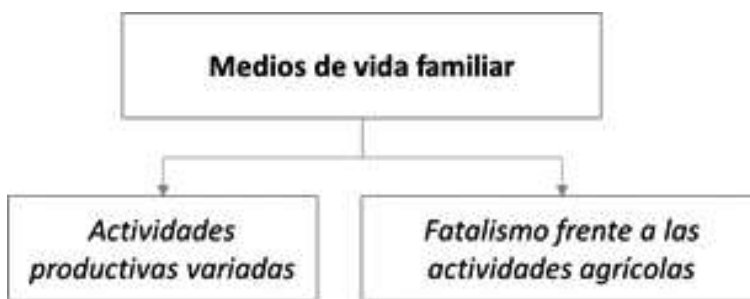 Medios de vida familiar
Actividades
productivas variadas
Fatalismo frente a las
actividades agrícolas